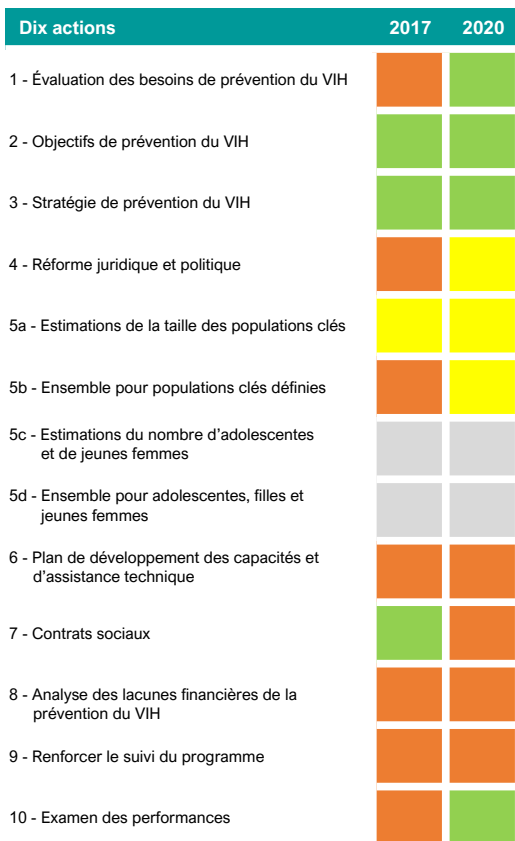 Dix actions 2017 2020
1 - Évaluation des besoins de prévention du VIH
2 - Objectifs de prévention du VIH
3 - Stratégie de prévention du VIH
4 - Réforme juridique et politique
5a - Estimations de la taille des populations clés
5b - Ensemble pour populations clés définies
5c - Estimations du nombre d’adolescentes
et de jeunes femmes
5d - Ensemble pour adolescentes, filles et
jeunes femmes
6 - Plan de développement des capacités et
d’assistance technique
7 - Contrats sociaux
8 - Analyse des lacunes financières de la
prévention du VIH
9 - Renforcer le suivi du programme
10 - Examen des performances